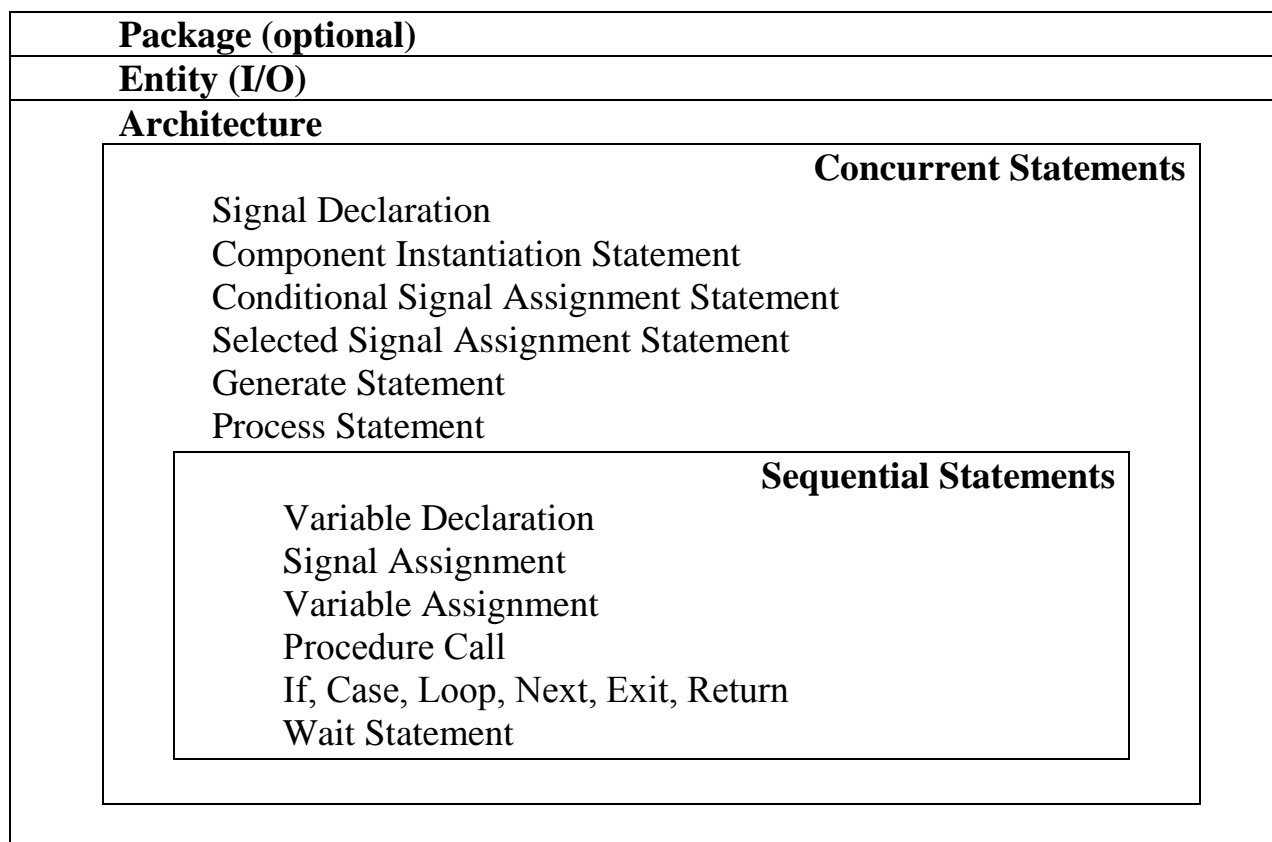 Package (optional)
Entity (I/O)
Architecture
Concurrent Statements
Signal Declaration
Component Instantiation Statement
Conditional Signal Assignment Statement
Selected Signal Assignment Statement
Generate Statement
Process Statement
Sequential Statements
Variable Declaration
Signal Assignment
Variable Assignment
Procedure Call
If, Case, Loop, Next, Exit, Return
Wait Statement